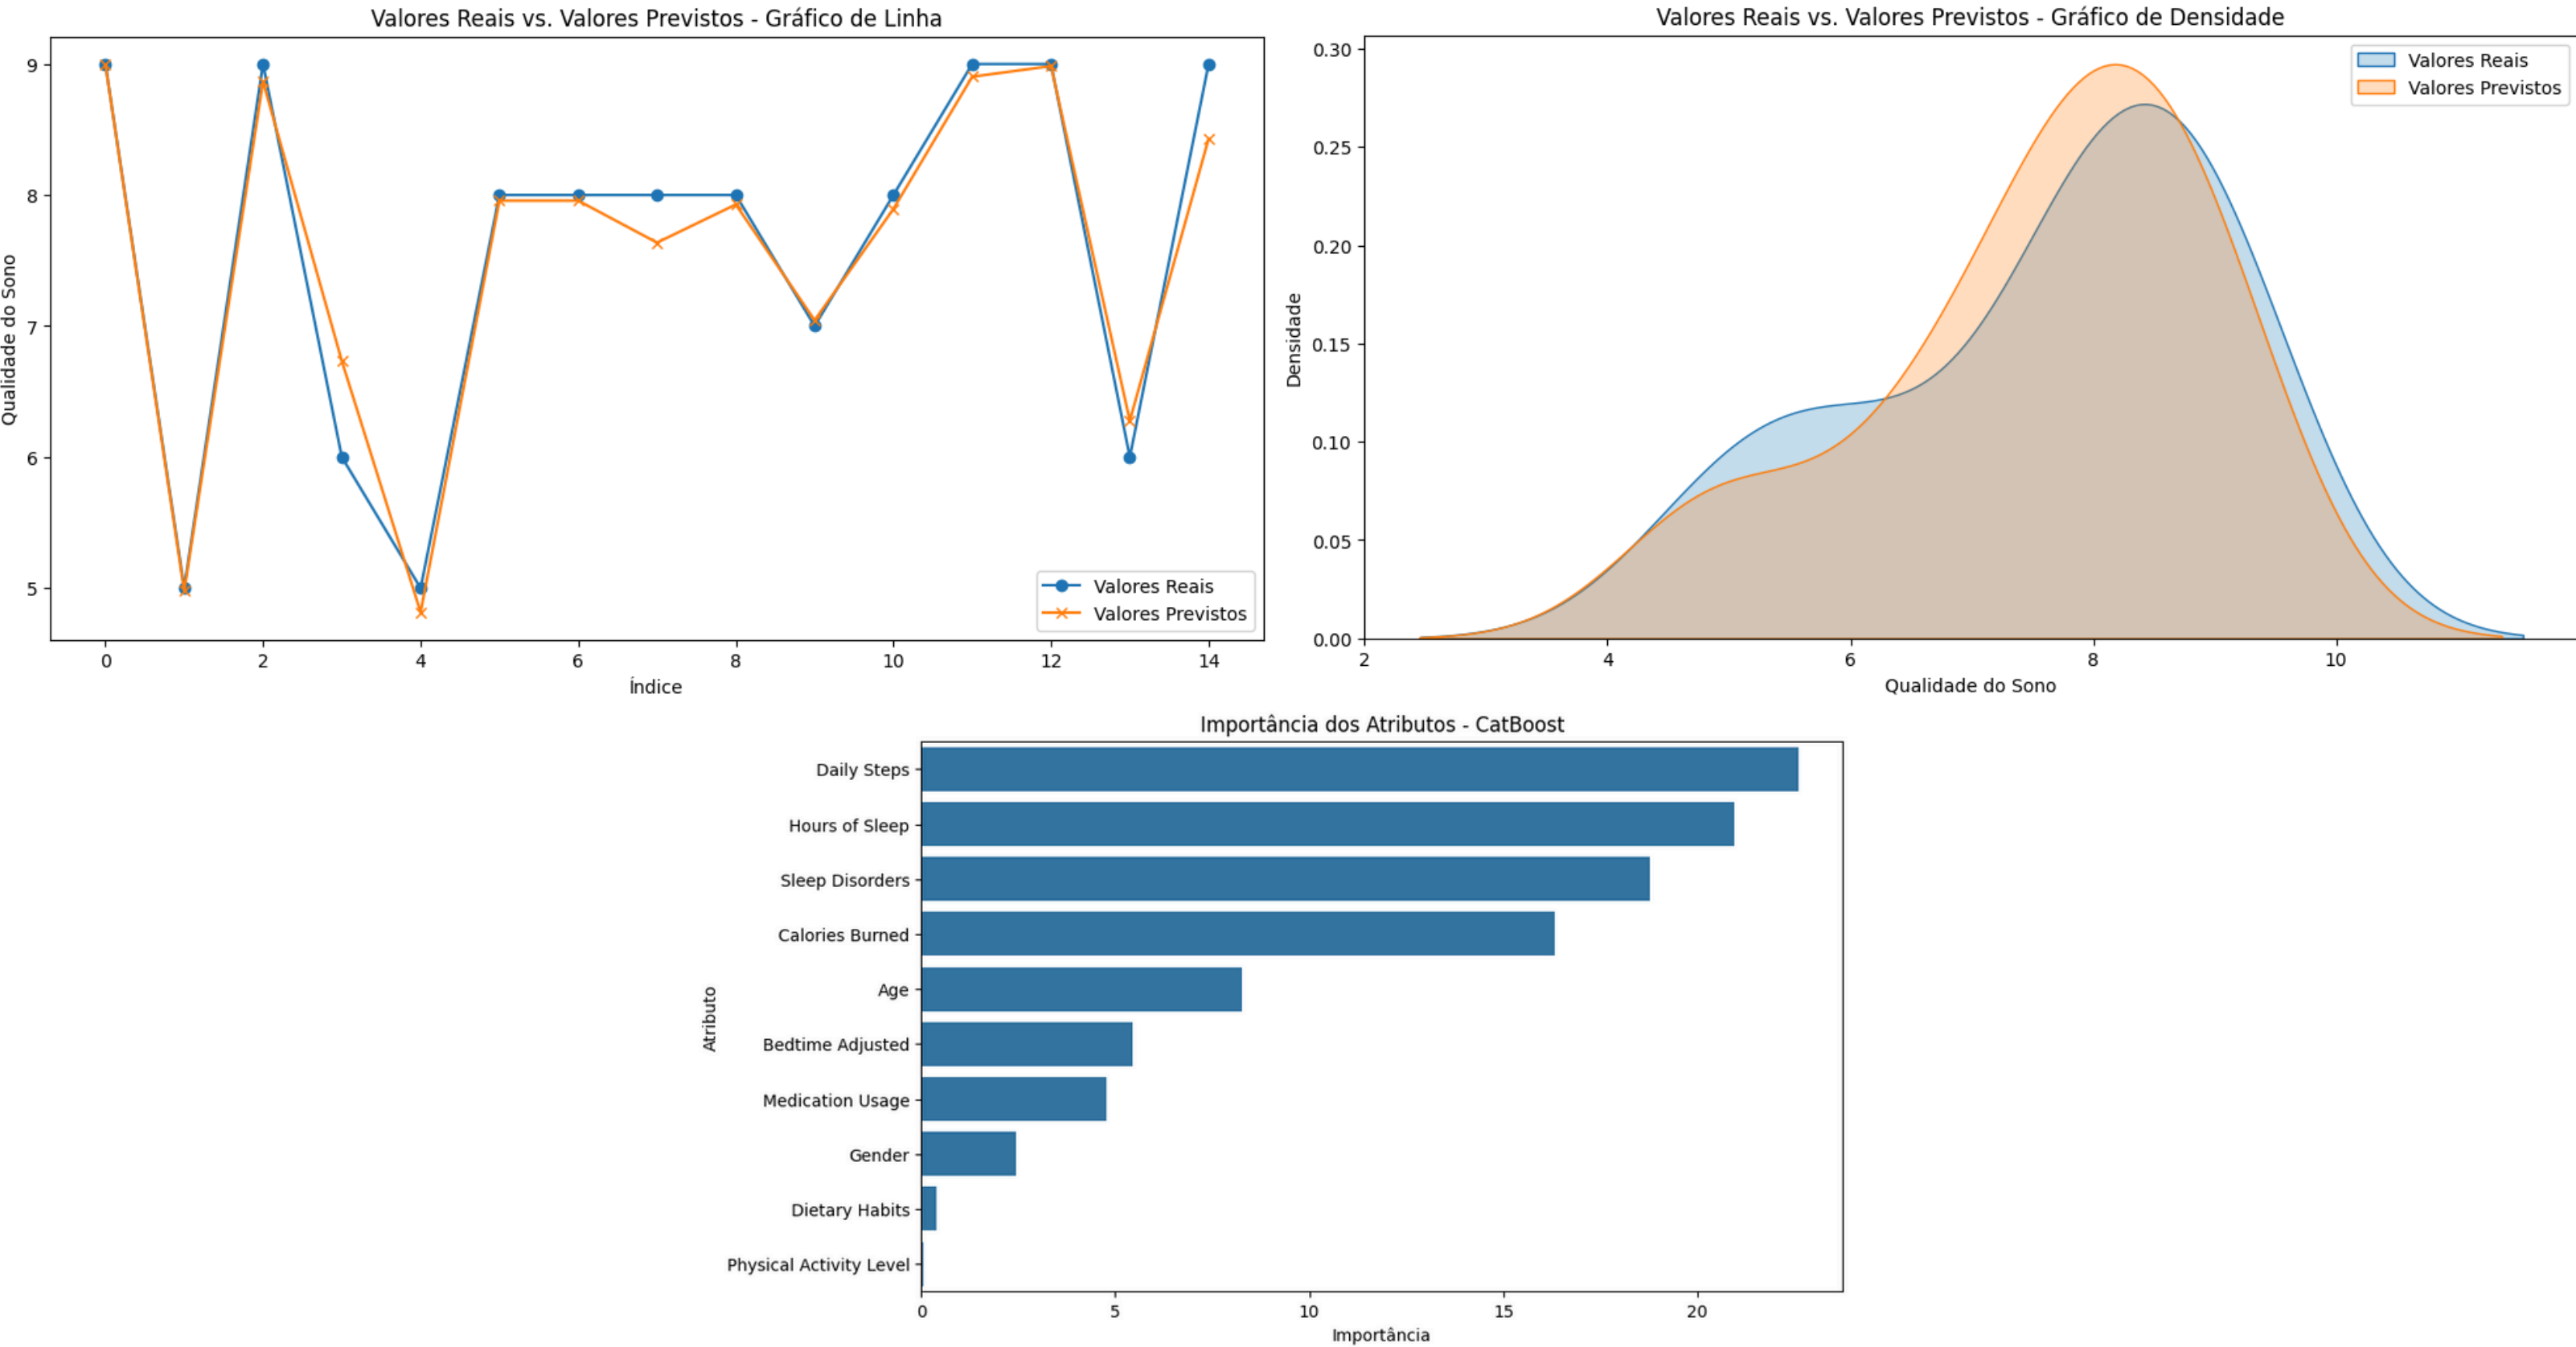 Valores Reais vs. Valores Previstos - Gráfico de Linha
Qualidade do Sono
9
8
7
6
5
Valores Reais
Valores Previstos
0 2 4 6 8 10 12 14
Índice
Valores Reais vs. Valores Previstos - Gráfico de Densidade
Densidade
0.30
0.25
0.20
0.15
0.10
0.05
0.00
Valores Reais
Valores Previstos
2 4 6 8 10
Qualidade do Sono
Importância dos Atributos - CatBoost
Atributo
Daily Steps
Hours of Sleep
Sleep Disorders
Calories Burned
Age
Bedtime Adjusted
Medication Usage
Gender
Dietary Habits
Physical Activity Level
0 5 10 15 20
Importância